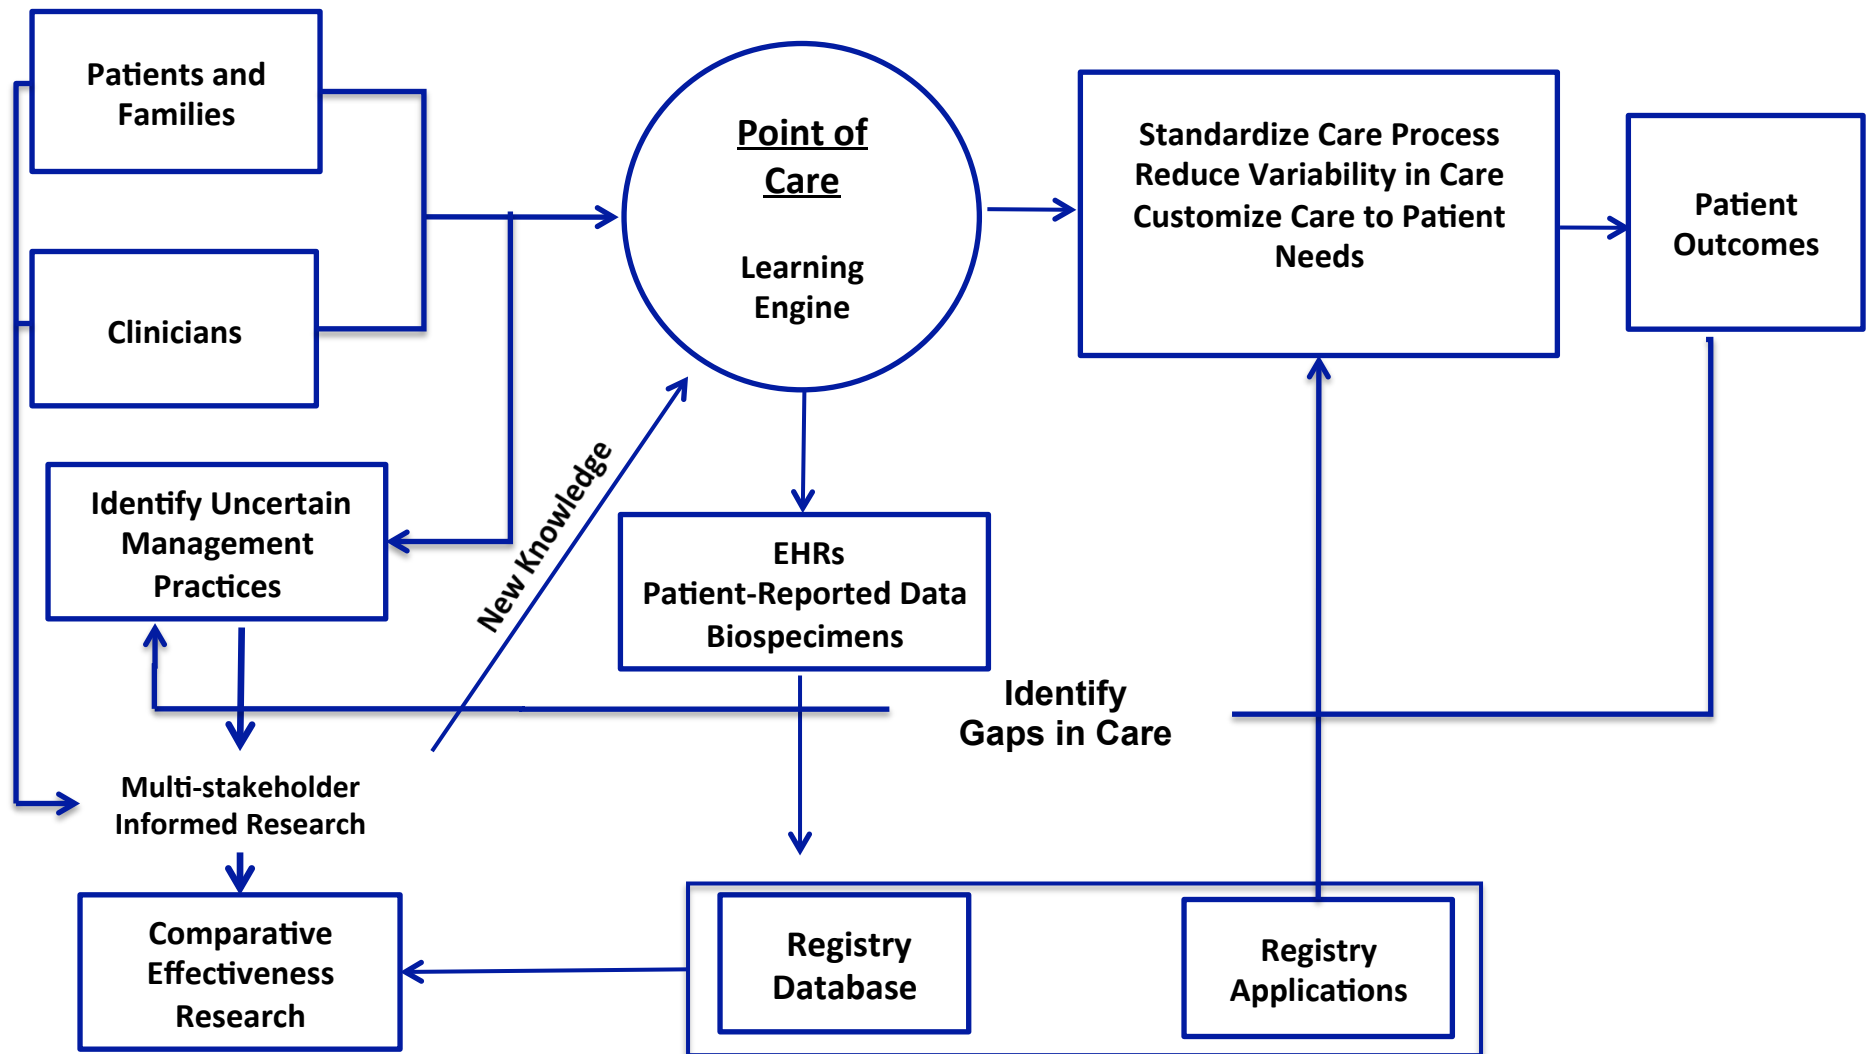 Patients and
Families
Clinicians
Identify Uncertain
Management
Practices
Multi-stakeholder
Informed Research
Comparative
Effectiveness
Research
New Knowledge
Point of
Care
Learning
Engine
EHRs
Patient-Reported Data
Biospecimens
Identify
Gaps in Care
Registry
Database
Registry
Applications
Standardize Care Process
Reduce Variability in Care
Customize Care to Patient
Needs
Patient
Outcomes